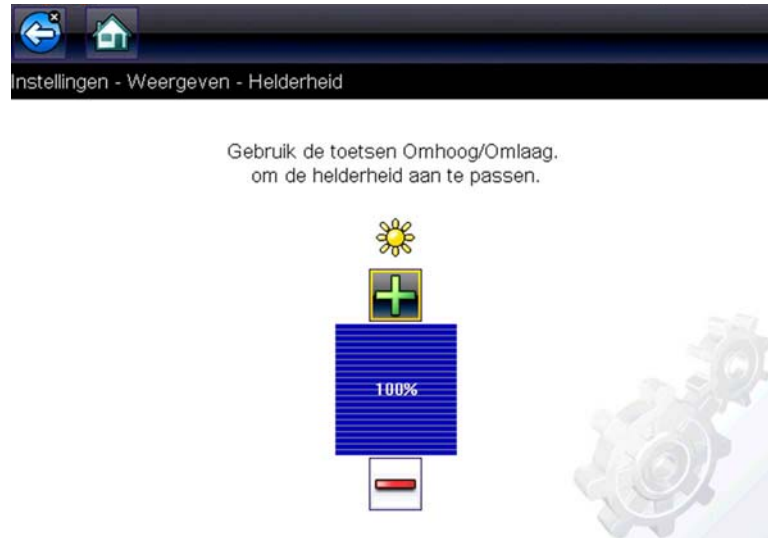 Instellingen - Weergeven - Helderheid
Gebruik de toetsen Omhoog/Omlaag.
om de helderheid aan te passen.
100%